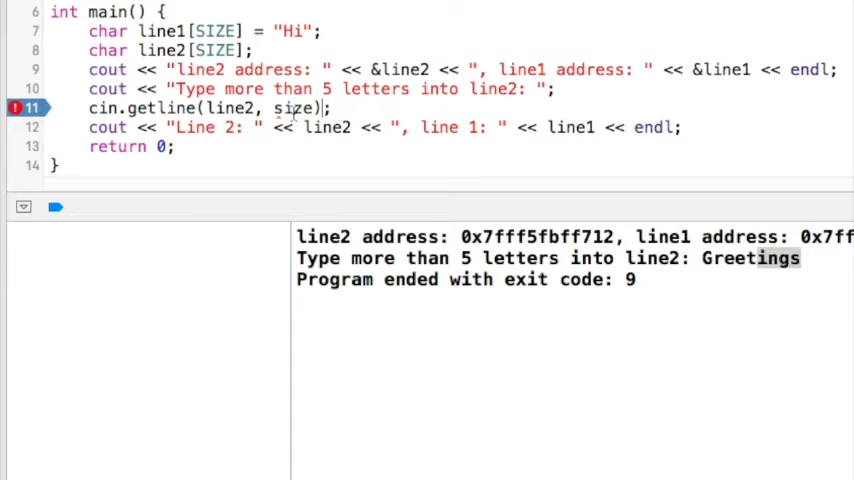 6 int main() {
7 char line1[SIZE] = "Hi";
8 char line2[SIZE];
9 cout << "line2 address: " << &line2 << ", line1 address: " << &line1 << endl;
10 cout << "Type more than 5 letters into line2: ";
11 cin.getline(line2, size);
12 cout << "Line 2: " << line2 << ", line 1: " << line1 << endl;
13 return 0;
14 }
line2 address: 0x7fff5fbff712, line1 address: 0x7ff
Type more than 5 letters into line2: Greetings
Program ended with exit code: 9